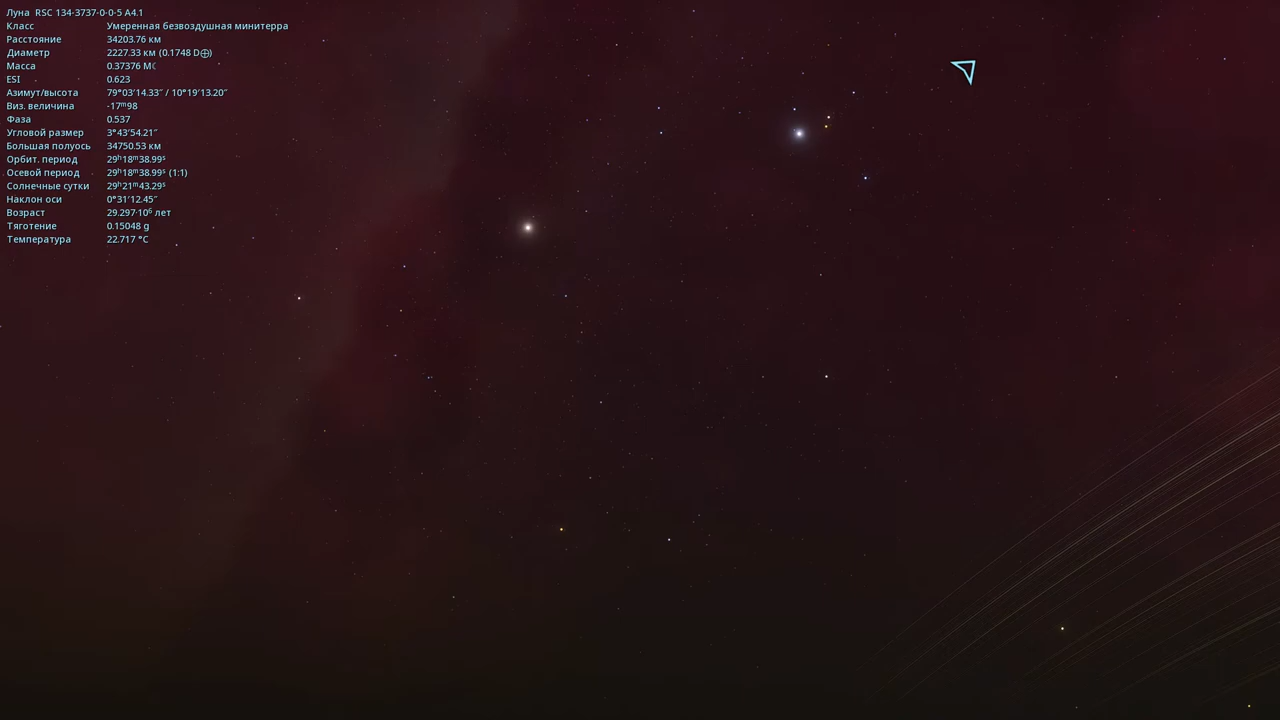 Луна RSC 134-3737-0-0-5 A4.1
Класс Умеренная безвоздушная минитерра
Расстояние 34203.76 км
Диаметр 2227.33 км (0.1748 D⊕)
Масса 0.37376 M☾
ESI 0.623
Азимут/высота 79°03′14.33″ / 10°19′13.20″
Виз. величина -17ᵐ98
Фаза 0.537
Угловой размер 3°43′54.21″
Большая полуось 34750.53 км
Орбит. период 29ʰ18ᵐ38.99ˢ
Осевой период 29ʰ18ᵐ38.99ˢ (1:1)
Солнечные сутки 29ʰ21ᵐ43.29ˢ
Наклон оси 0°31′12.45″
Возраст 29.297·10⁶ лет
Тяготение 0.15048 g
Температура 22.717 °C